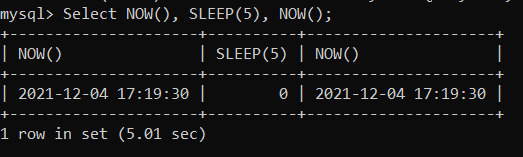 mysql> Select NOW(), SLEEP(5), NOW();
+---------------------+----------+---------------------+
| NOW()               | SLEEP(5) | NOW()               |
+---------------------+----------+---------------------+
| 2021-12-04 17:19:30 |        0 | 2021-12-04 17:19:30 |
+---------------------+----------+---------------------+
1 row in set (5.01 sec)